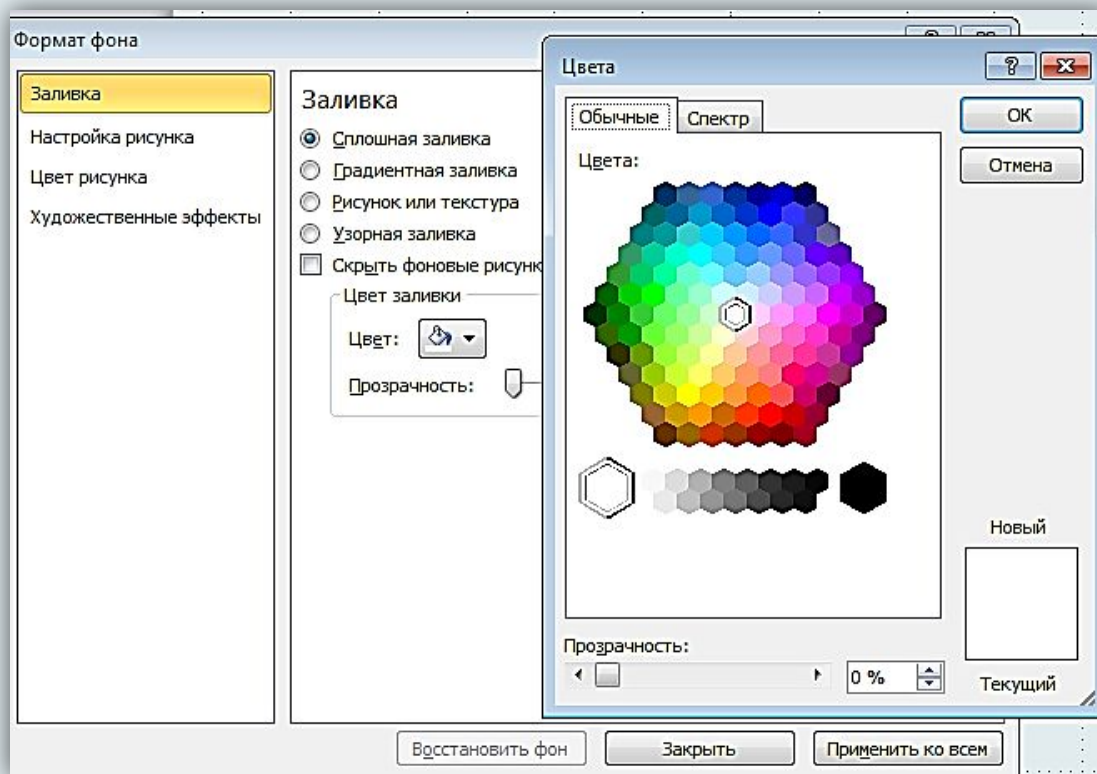 Формат фона
Заливка
Настройка рисунка
Цвет рисунка
Художественные эффекты
Заливка
Сплошная заливка
Градиентная заливка
Рисунок или текстура
Узорная заливка
Скрыть фоновые рисунк
Цвет заливки
Цвет:
Прозрачность:
Восстановить фон
Закрыть
Применить ко всем
Цвета
?
Обычные
Спектр
OK
Отмена
Цвета:
Новый
Прозрачность:
0 %
Текущий